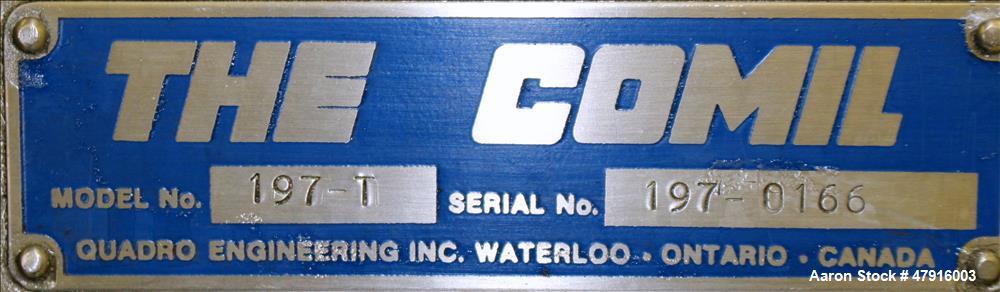 THE COMIL
MODEL No. 197-T SERIAL No. 197-0166
QUADRO ENGINEERING INC. WATERLOO · ONTARIO · CANADA
Aaron Stock # 47916003